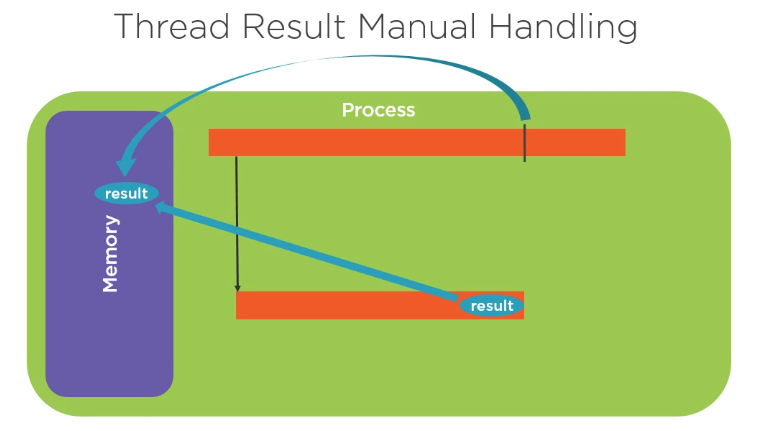 Thread Result Manual Handling
Process
result
Memory
result